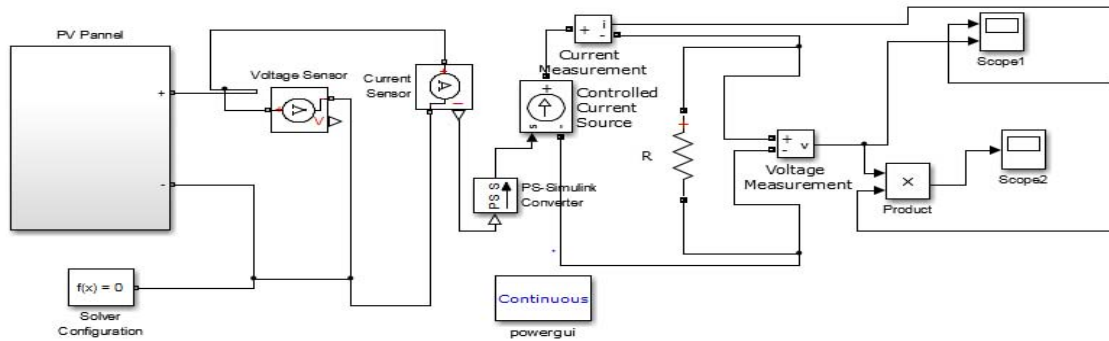 PV Pannel
+
-
Voltage Sensor
V
V
Current
Sensor
A
f(x) = 0
Solver
Configuration
PS S
PS-Simulink
Converter
+
i
-
Current
Measurement
+
s
-
Controlled
Current
Source
R
+
+
-
v
Voltage
Measurement
Continuous
powergui
×
Product
Scope1
Scope2